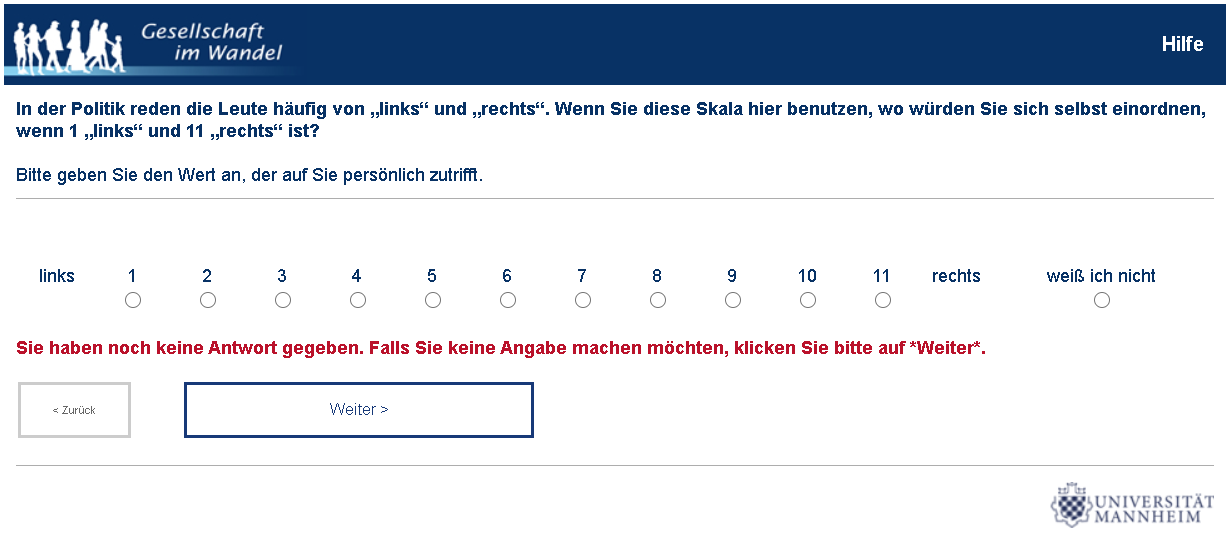 Gesellschaft
im Wandel
Hilfe
In der Politik reden die Leute häufig von „links“ und „rechts“. Wenn Sie diese Skala hier benutzen, wo würden Sie sich selbst einordnen,
wenn 1 „links“ und 11 „rechts“ ist?
Bitte geben Sie den Wert an, der auf Sie persönlich zutrifft.
links 1 2 3 4 5 6 7 8 9 10 11 rechts weiß ich nicht
Sie haben noch keine Antwort gegeben. Falls Sie keine Angabe machen möchten, klicken Sie bitte auf *Weiter*.
< Zurück Weiter >
UNIVERSITÄT
MANNHEIM